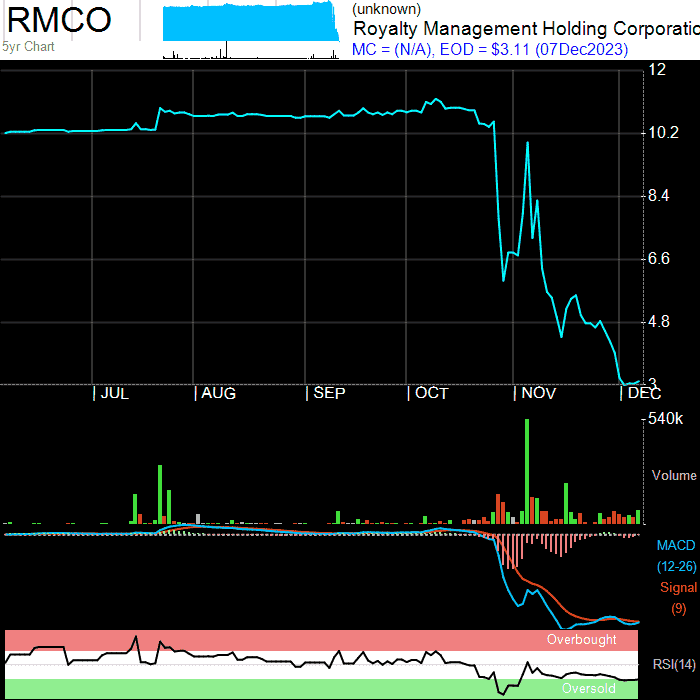 RMCO
5yr Chart
(unknown)
Royalty Management Holding Corporatio
MC = (N/A), EOD = $3.11 (07Dec2023)
12
10.2
8.4
6.6
4.8
3
JUL
AUG
SEP
OCT
NOV
DEC
540k
Volume
MACD
(12-26)
Signal
(9)
Overbought
RSI(14)
Oversold